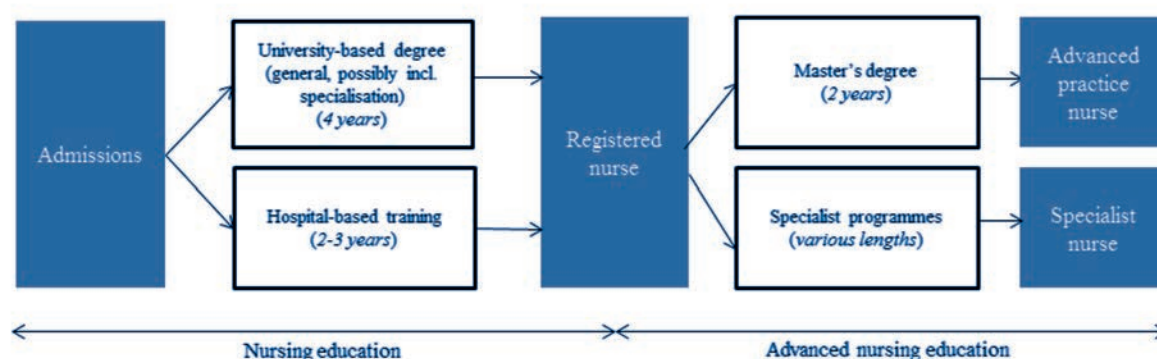 Admissions
University-based degree
(general, possibly incl.
specialisation)
(4 years)
Hospital-based training
(2-3 years)
Registered
nurse
Master's degree
(2 years)
Specialist programmes
(various lengths)
Advanced
practice
nurse
Specialist
nurse
Nursing education
Advanced nursing education